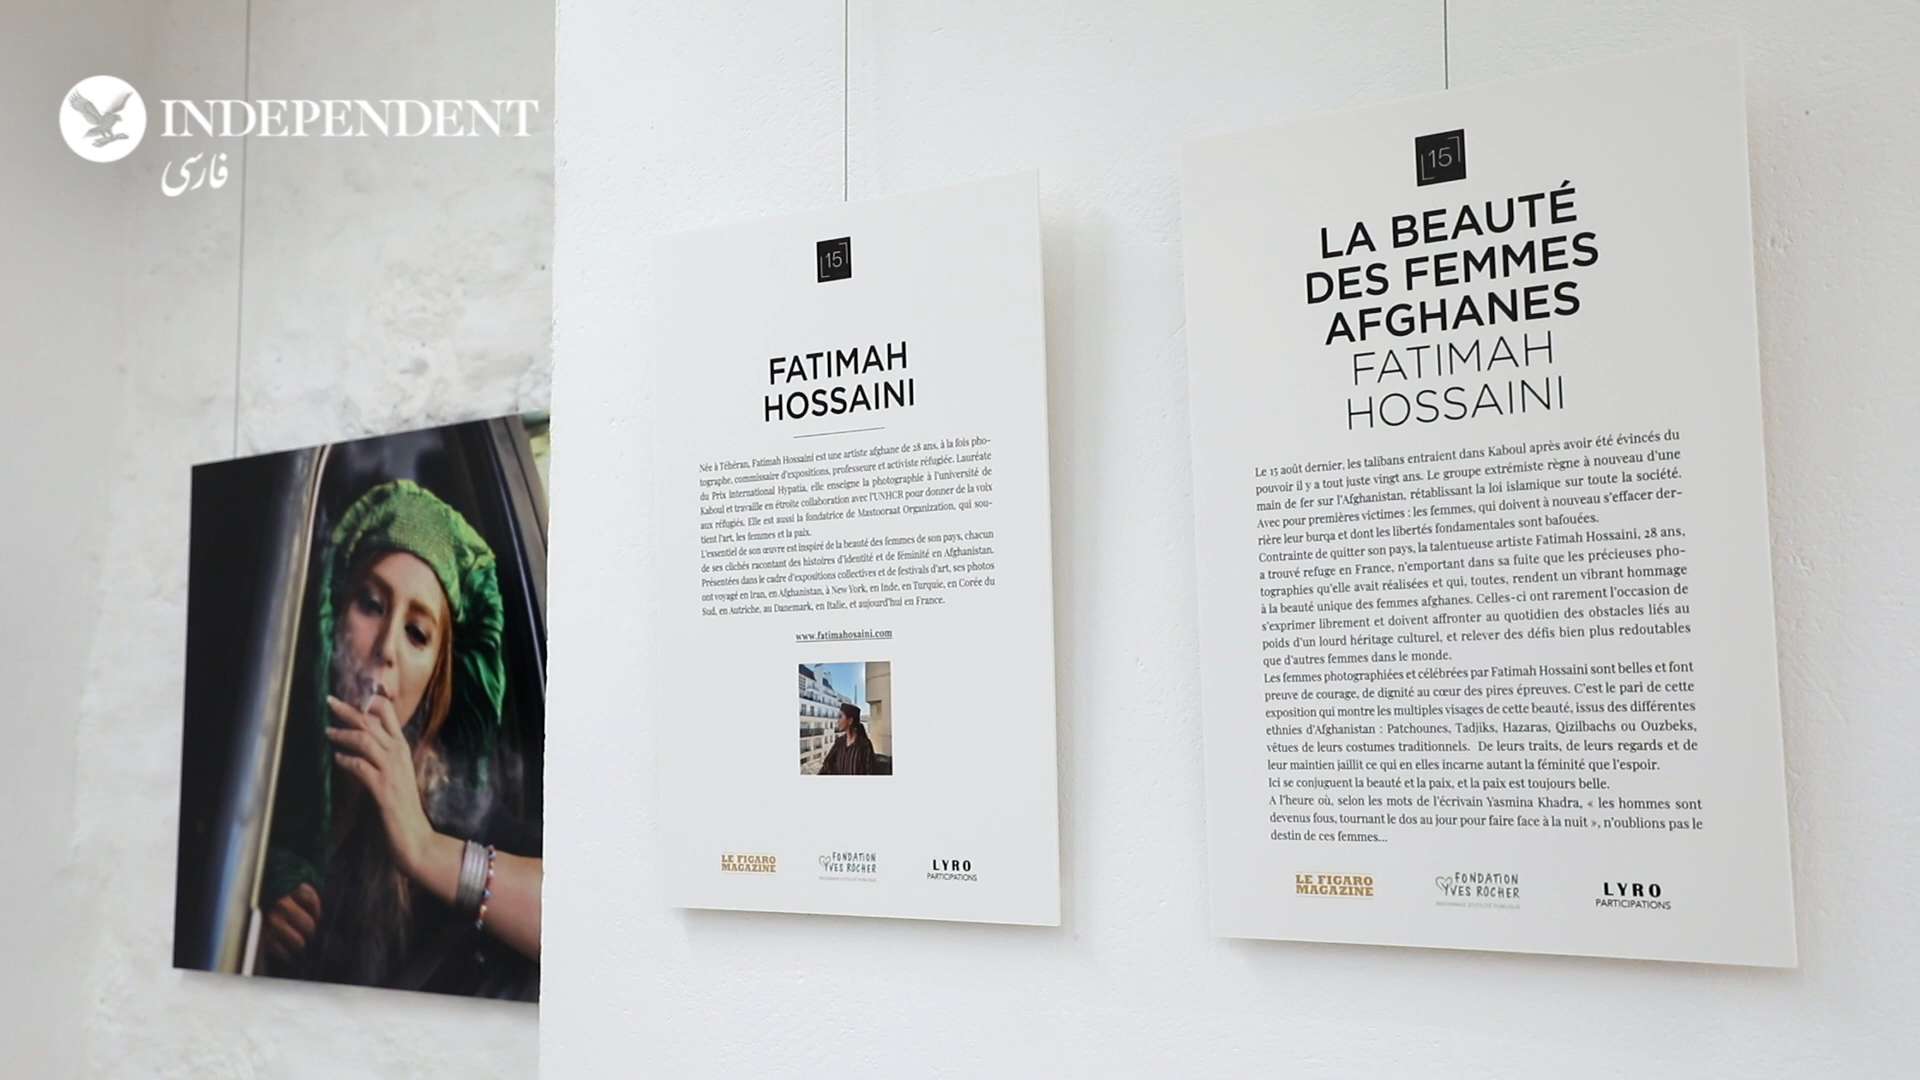 INDEPENDENT
فارسی
[15]
FATIMAH
HOSSAINI
Née à Téhéran, Fatimah Hossaini est une artiste afghane de 28 ans, à la fois pho-
tographe, commissaire d'expositions, professeure et activiste réfugiée. Lauréate
du Prix international Hypatia, elle enseigne la photographie à l'université de
Kaboul et travaille en étroite collaboration avec l'UNHCR pour donner de la voix
aux réfugiés. Elle est aussi la fondatrice de Mastooraat Organization, qui sou-
tient l'art, les femmes et la paix.
L'essentiel de son œuvre est inspiré de la beauté des femmes de son pays, chacun
de ses clichés racontant des histoires d'identité et de féminité en Afghanistan.
Présentées dans le cadre d'expositions collectives et de festivals d'art, ses photos
ont voyagé en Iran, en Afghanistan, à New York, en Inde, en Turquie, en Corée du
Sud, en Autriche, au Danemark, en Italie, et aujourd'hui en France.
www.fatimahosaini.com
LE FIGARO
MAGAZINE
FONDATION
YVES ROCHER
LYRO
PARTICIPATIONS
[15]
LA BEAUTÉ
DES FEMMES
AFGHANES
FATIMAH
HOSSAINI
Le 15 août dernier, les talibans entraient dans Kaboul après avoir été évincés du
pouvoir il y a tout juste vingt ans. Le groupe extrémiste règne à nouveau d'une
main de fer sur l'Afghanistan, rétablissant la loi islamique sur toute la société.
Avec pour premières victimes : les femmes, qui doivent à nouveau s'effacer der-
rière leur burqa et dont les libertés fondamentales sont bafouées.
Contrainte de quitter son pays, la talentueuse artiste Fatimah Hossaini, 28 ans,
a trouvé refuge en France, n'emportant dans sa fuite que les précieuses pho-
tographies qu'elle avait réalisées et qui, toutes, rendent un vibrant hommage
à la beauté unique des femmes afghanes. Celles-ci ont rarement l'occasion de
s'exprimer librement et doivent affronter au quotidien des obstacles liés au
poids d'un lourd héritage culturel, et relever des défis bien plus redoutables
que d'autres femmes dans le monde.
Les femmes photographiées et célébrées par Fatimah Hossaini sont belles et font
preuve de courage, de dignité au cœur des pires épreuves. C'est le pari de cette
exposition qui montre les multiples visages de cette beauté, issus des différentes
ethnies d'Afghanistan : Patchounes, Tadjiks, Hazaras, Qizilbachs ou Ouzbeks,
vêtues de leurs costumes traditionnels. De leurs traits, de leurs regards et de
leur maintien jaillit ce qui en elles incarne autant la féminité que l'espoir.
Ici se conjuguent la beauté et la paix, et la paix est toujours belle.
A l'heure où, selon les mots de l'écrivain Yasmina Khadra, « les hommes sont
devenus fous, tournant le dos au jour pour faire face à la nuit », n'oublions pas le
destin de ces femmes...
LE FIGARO
MAGAZINE
FONDATION
YVES ROCHER
LYRO
PARTICIPATIONS